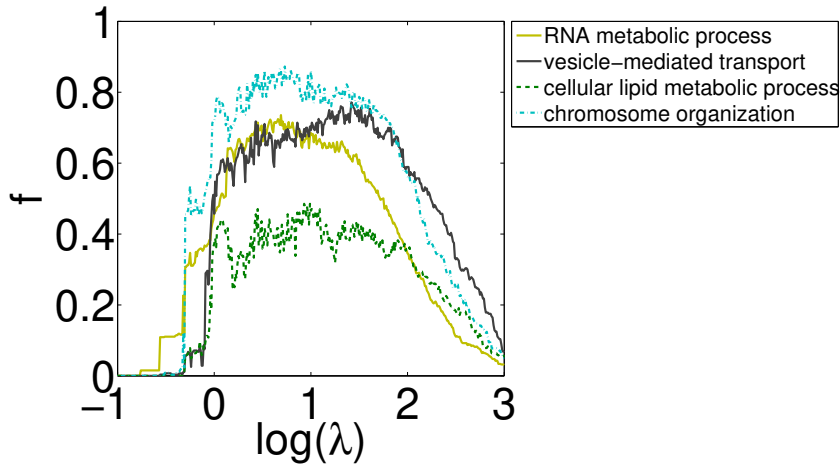 1
0.8
0.6
0.4
0.2
0
f
−1
0
1
2
3
log(λ)
RNA metabolic process
vesicle−mediated transport
cellular lipid metabolic process
chromosome organization